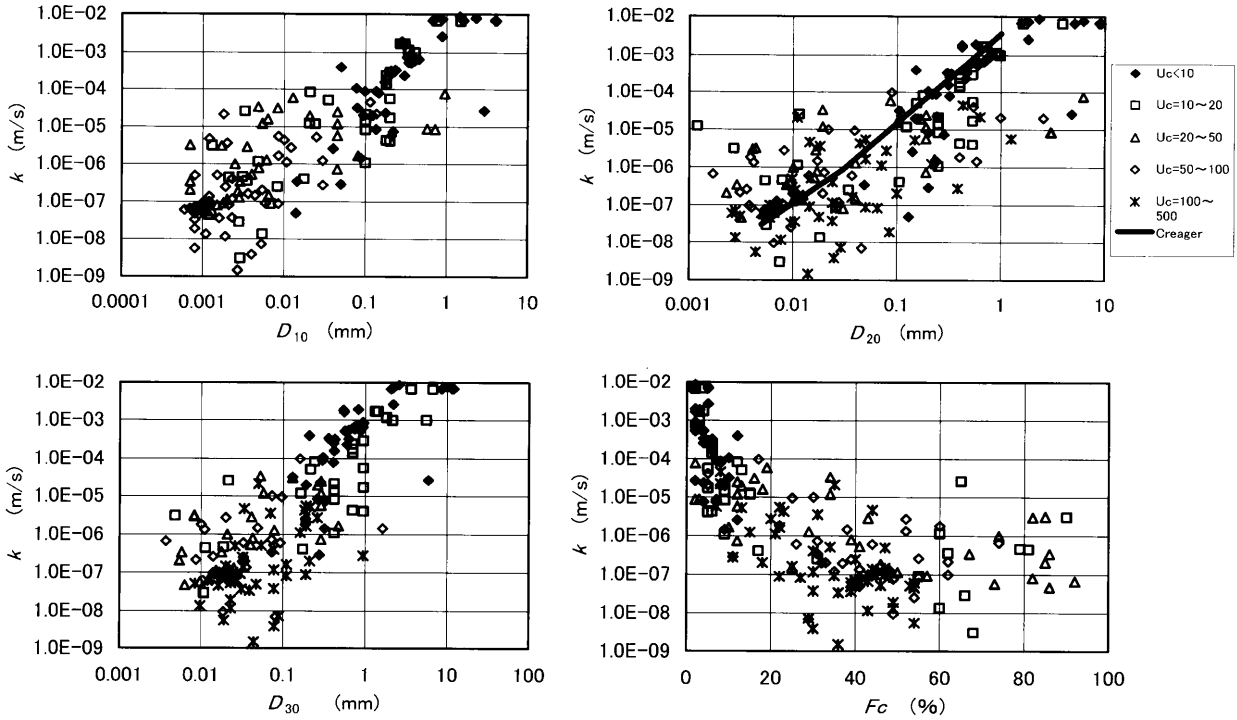 1.0E-02
1.0E-03
1.0E-04
1.0E-05
1.0E-06
1.0E-07
1.0E-08
1.0E-09
k (m/s)
0.0001 0.001 0.01 0.1 1 10
D10 (mm)
1.0E-02
1.0E-03
1.0E-04
1.0E-05
1.0E-06
1.0E-07
1.0E-08
1.0E-09
k (m/s)
0.001 0.01 0.1 1 10
D20 (mm)
Uc<10
Uc=10~20
Uc=20~50
Uc=50~100
Uc=100~
500
Creager
1.0E-02
1.0E-03
1.0E-04
1.0E-05
1.0E-06
1.0E-07
1.0E-08
1.0E-09
k (m/s)
0.001 0.01 0.1 1 10 100
D30 (mm)
1.0E-02
1.0E-03
1.0E-04
1.0E-05
1.0E-06
1.0E-07
1.0E-08
1.0E-09
k (m/s)
0 20 40 60 80 100
Fc (%)